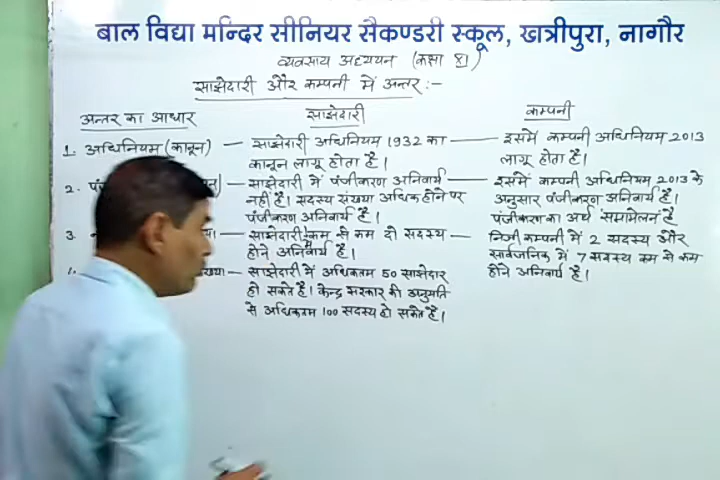 बाल विद्या मन्दिर सीनियर सैकण्डरी स्कूल, खत्रीपुरा, नागौर
व्यवसाय अध्ययन (कक्षा XI)
साझेदारी और कम्पनी में अन्तर :-
अन्तर का आधार साझेदारी कम्पनी
1. अधिनियम (कानून) — साझेदारी अधिनियम 1932 का — इसमें कम्पनी अधिनियम 2013
कानून लागू होता है। लागू होता है।
2. — साझेदारी में पंजीकरण अनिवार्य — इसमें कम्पनी अधिनियम 2013 के
नहीं है। सदस्य संख्या अधिक होने पर अनुसार पंजीकरण अनिवार्य है।
पंजीकरण अनिवार्य है। पंजीकरण का अर्थ समामेलन है
3. — साझेदारी में कम से कम दो सदस्य — निजी कम्पनी में 2 सदस्य और
होने अनिवार्य है। सार्वजनिक में 7 सदस्य कम से कम
होने अनिवार्य है।
— साझेदारी में अधिकतम 50 साझेदार
हो सकते है। केन्द्र सरकार की अनुमति
से अधिकतम 100 सदस्य हो सकते है।